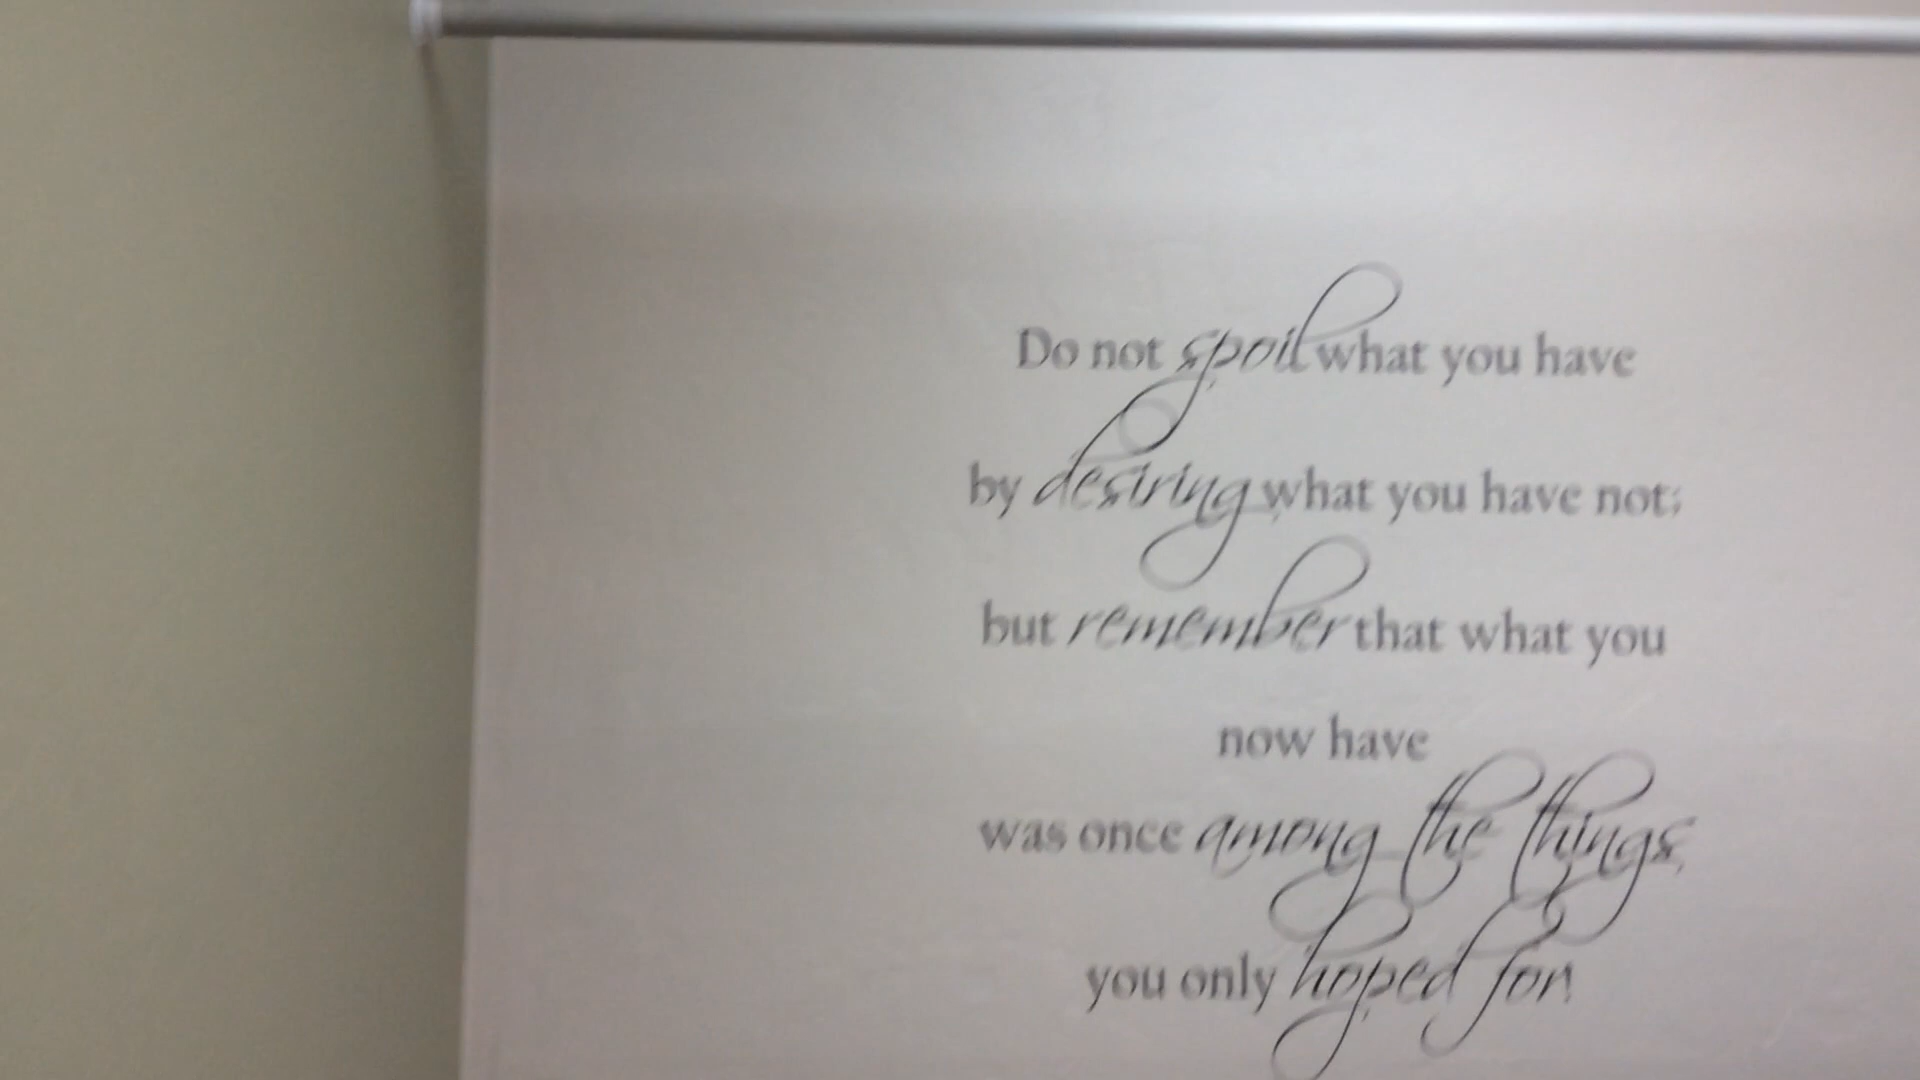 Do not spoil what you have
by desiring what you have not;
but remember that what you
now have
was once among the things
you only hoped for.